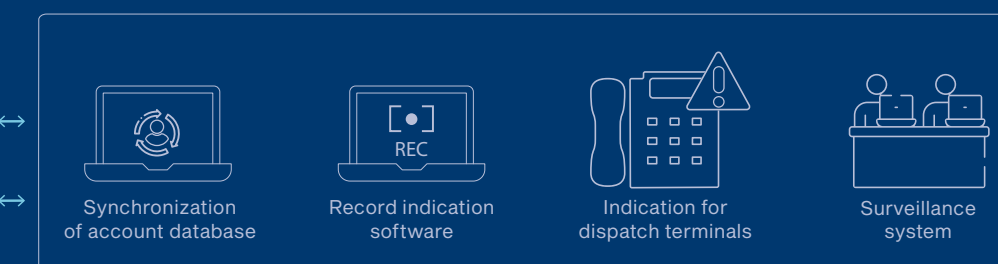 REC
Synchronization
of account database
Record indication
software
Indication for
dispatch terminals
Surveillance
system